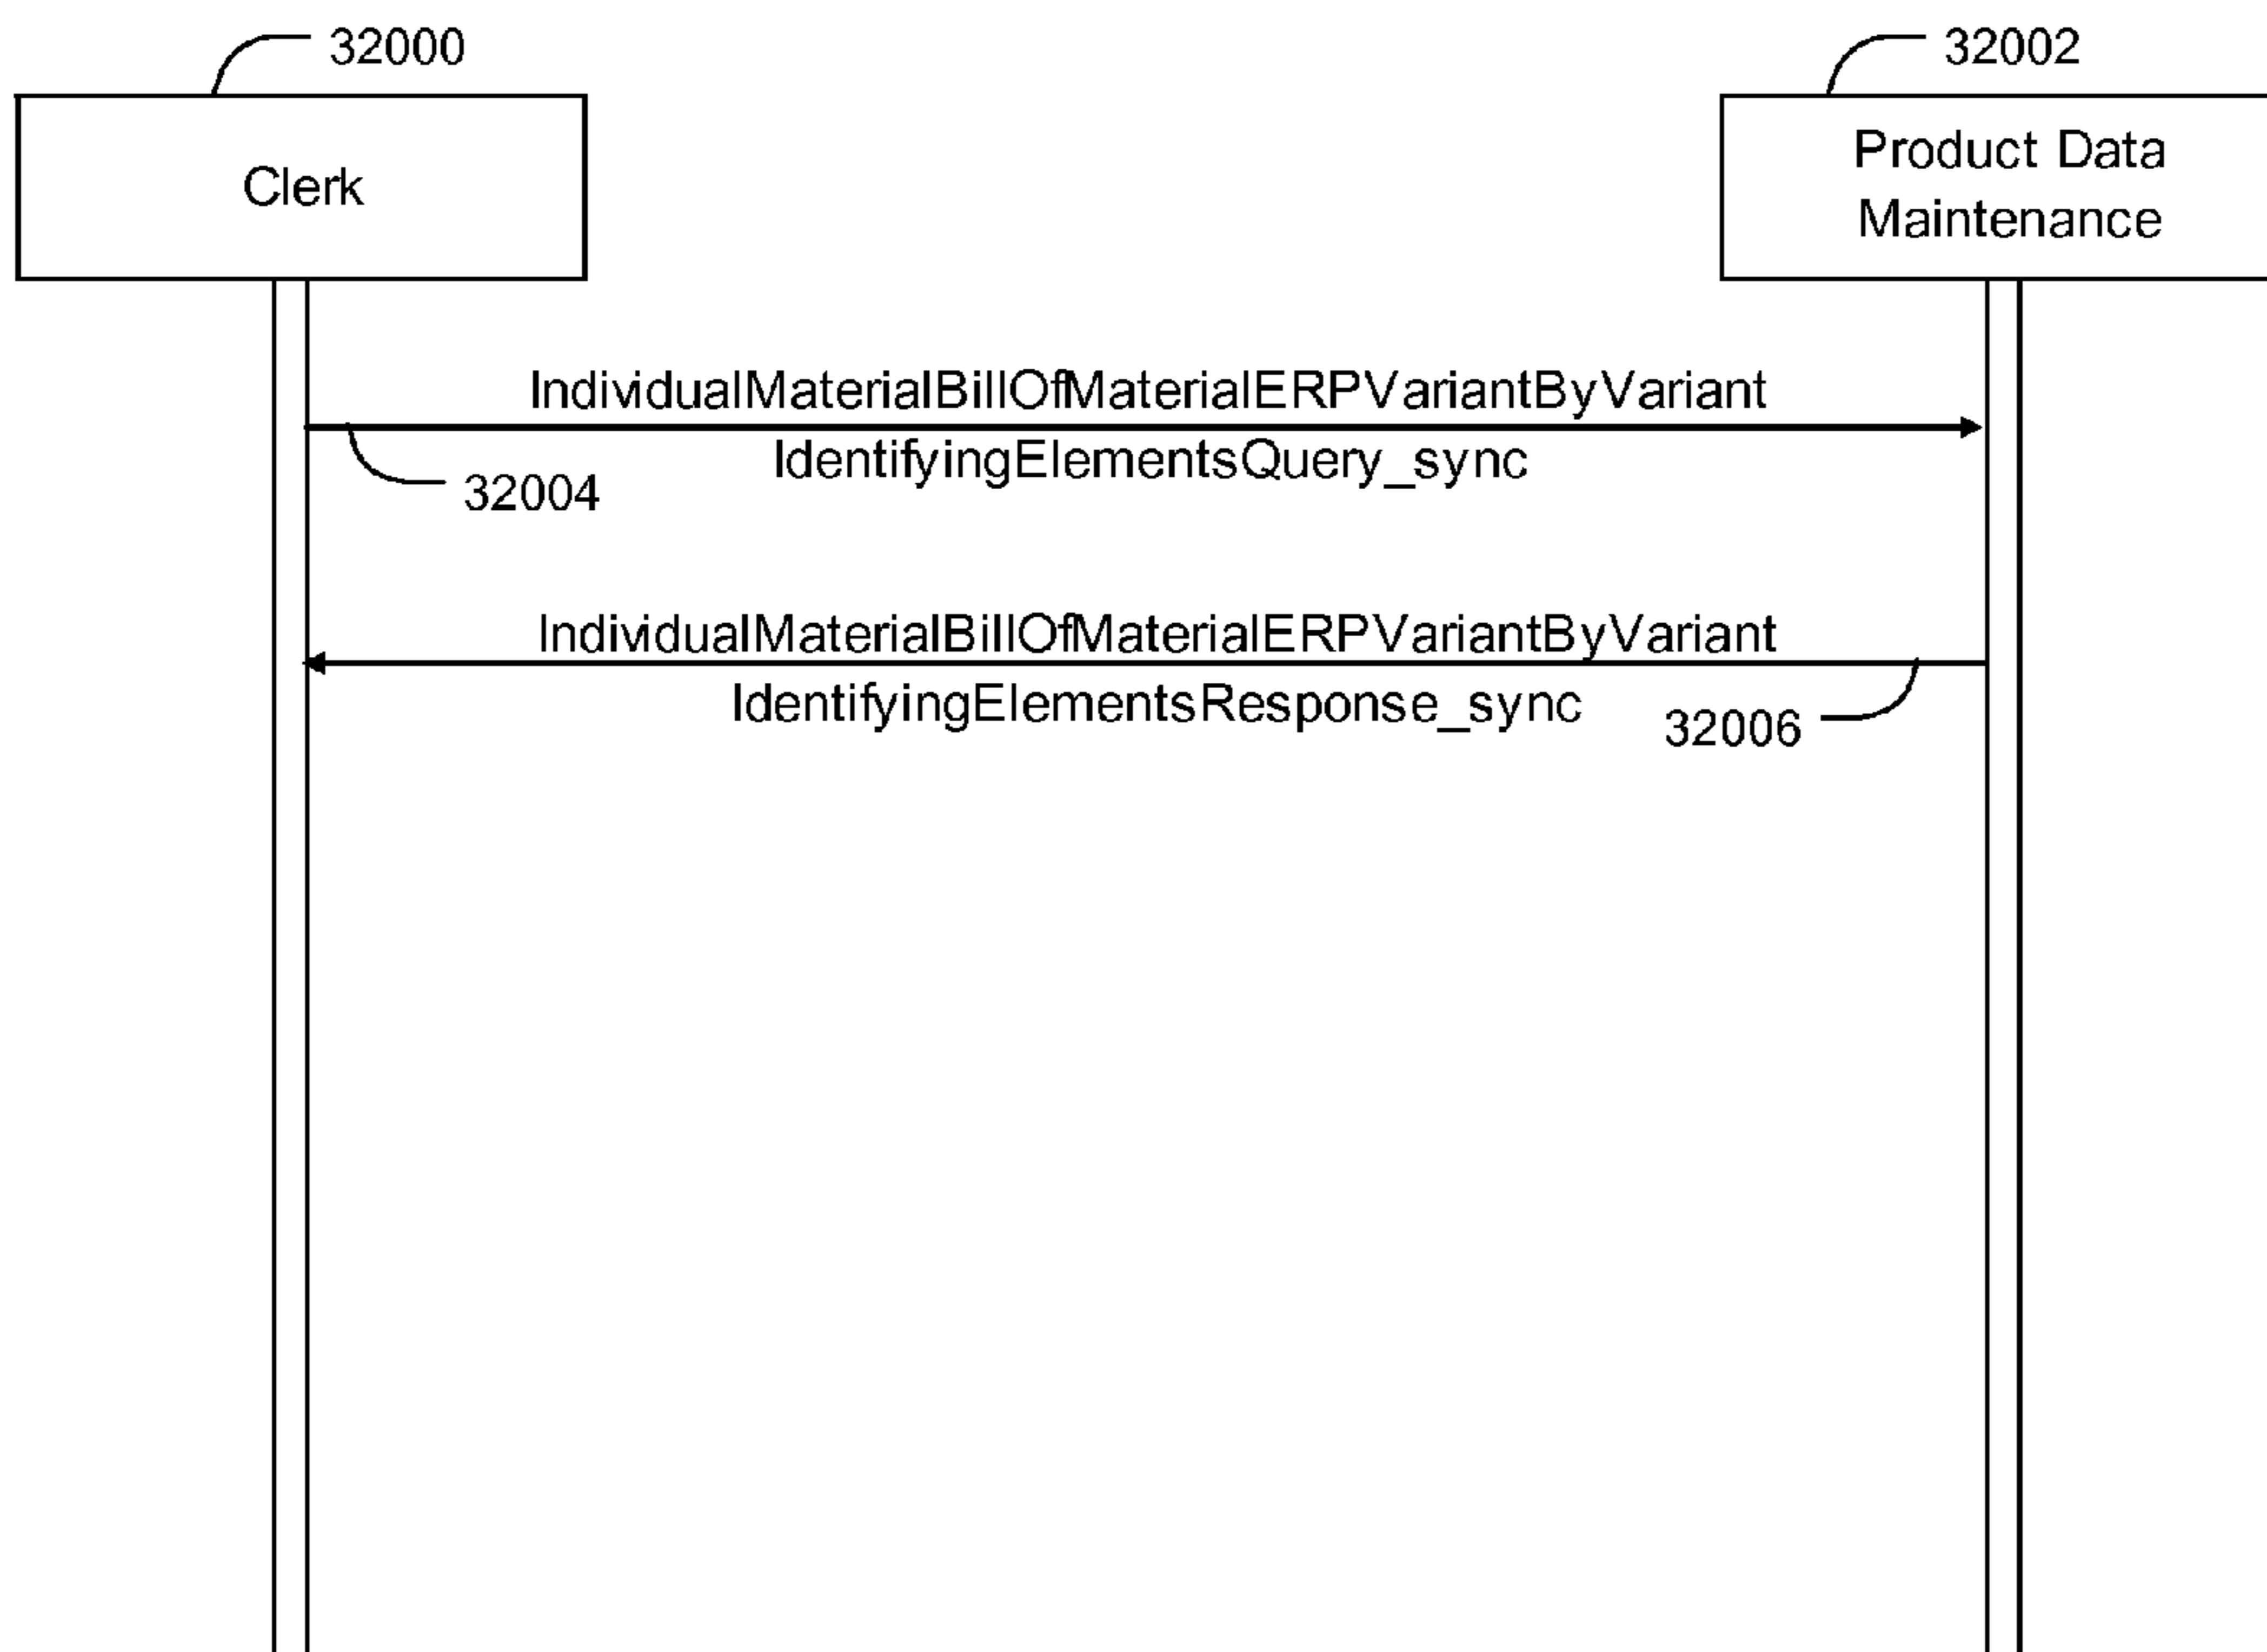 32000
32002
Clerk
Product Data
Maintenance
IndividualMaterialBillOfMaterialERPVariantByVariant
IdentifyingElementsQuery_sync
32004
IndividualMaterialBillOfMaterialERPVariantByVariant
IdentifyingElementsResponse_sync
32006